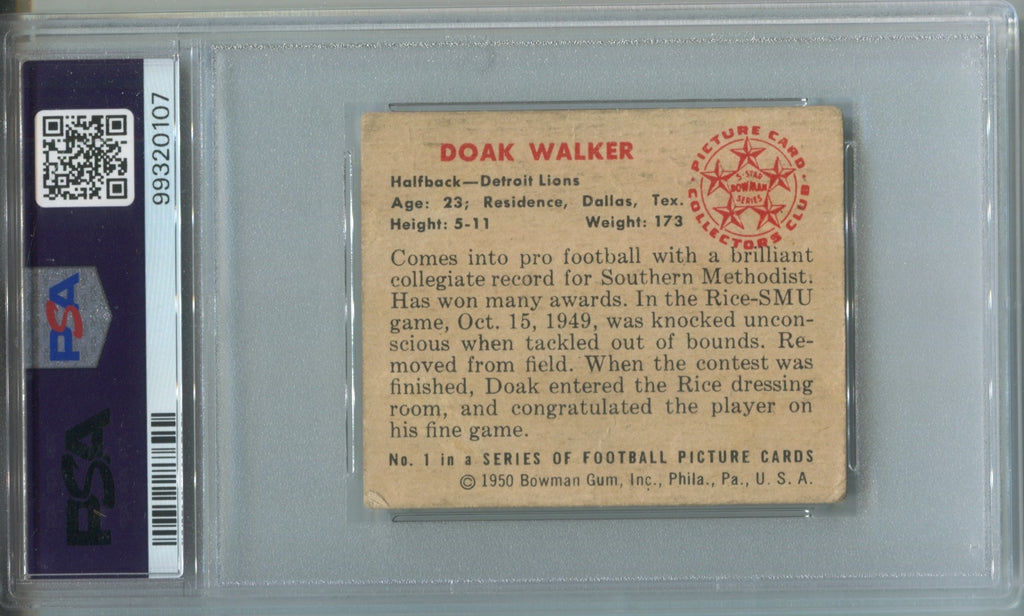 99320107
PSA
PSA
DOAK WALKER
Halfback—Detroit Lions
Age: 23; Residence, Dallas, Tex.
Height: 5-11 Weight: 173
PICTURE CARD
COLLECTORS CLUB
5-STAR
BOWMAN
SERIES
Comes into pro football with a brilliant
collegiate record for Southern Methodist.
Has won many awards. In the Rice-SMU
game, Oct. 15, 1949, was knocked uncon-
scious when tackled out of bounds. Re-
moved from field. When the contest was
finished, Doak entered the Rice dressing
room, and congratulated the player on
his fine game.
No. 1 in a SERIES OF FOOTBALL PICTURE CARDS
© 1950 Bowman Gum, Inc., Phila., Pa., U. S. A.